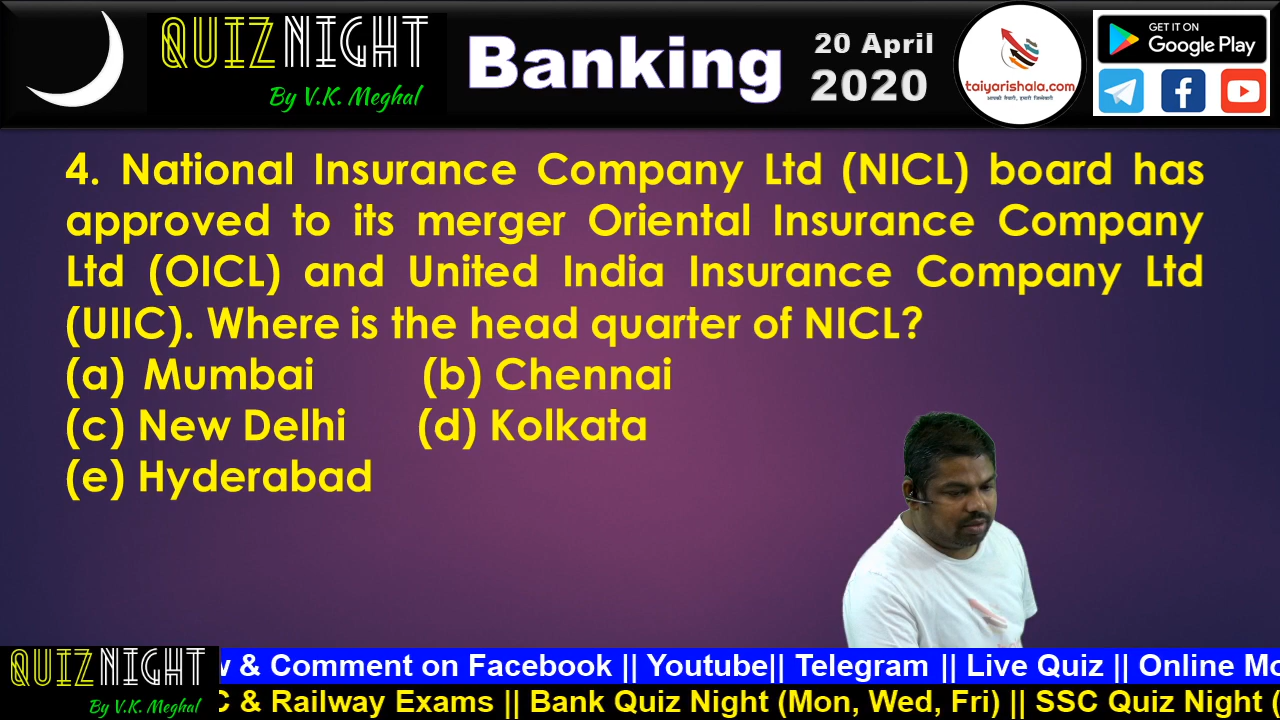 QUIZ NIGHT
By V.K. Meghal
Banking
20 April
2020
taiyarishala.com
आपकी तैयारी, हमारी जिम्मेदारी
GET IT ON
Google Play
4. National Insurance Company Ltd (NICL) board has
approved to its merger Oriental Insurance Company
Ltd (OICL) and United India Insurance Company Ltd
(UIIC). Where is the head quarter of NICL?
(a) Mumbai (b) Chennai
(c) New Delhi (d) Kolkata
(e) Hyderabad
QUIZ NIGHT
By V.K. Meghal
& Comment on Facebook || Youtube|| Telegram || Live Quiz || Online
& Railway Exams || Bank Quiz Night (Mon, Wed, Fri) || SSC Quiz Night (